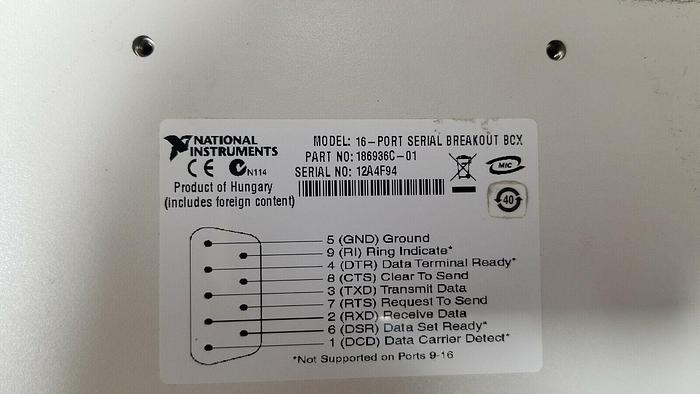 NATIONAL
INSTRUMENTS
CE N114
Product of Hungary
(includes foreign content)
MODEL: 16-PORT SERIAL BREAKOUT BOX
PART NO: 186936C-01
SERIAL NO: 12A4F94
MIC
40
5 (GND) Ground
9 (RI) Ring Indicate*
4 (DTR) Data Terminal Ready*
8 (CTS) Clear To Send
3 (TXD) Transmit Data
7 (RTS) Request To Send
2 (RXD) Receive Data
6 (DSR) Data Set Ready*
1 (DCD) Data Carrier Detect*
*Not Supported on Ports 9-16